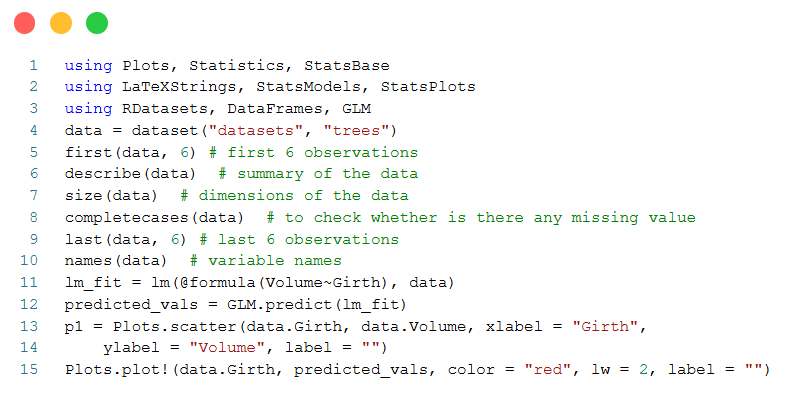 1 using Plots, Statistics, StatsBase
2 using LaTeXStrings, StatsModels, StatsPlots
3 using RDatasets, DataFrames, GLM
4 data = dataset("datasets", "trees")
5 first(data, 6) # first 6 observations
6 describe(data)  # summary of the data
7 size(data)  # dimensions of the data
8 completecases(data)  # to check whether is there any missing value
9 last(data, 6) # last 6 observations
10 names(data)  # variable names
11 lm_fit = lm(@formula(Volume~Girth), data)
12 predicted_vals = GLM.predict(lm_fit)
13 p1 = Plots.scatter(data.Girth, data.Volume, xlabel = "Girth",
14     ylabel = "Volume", label = "")
15 Plots.plot!(data.Girth, predicted_vals, color = "red", lw = 2, label = "")